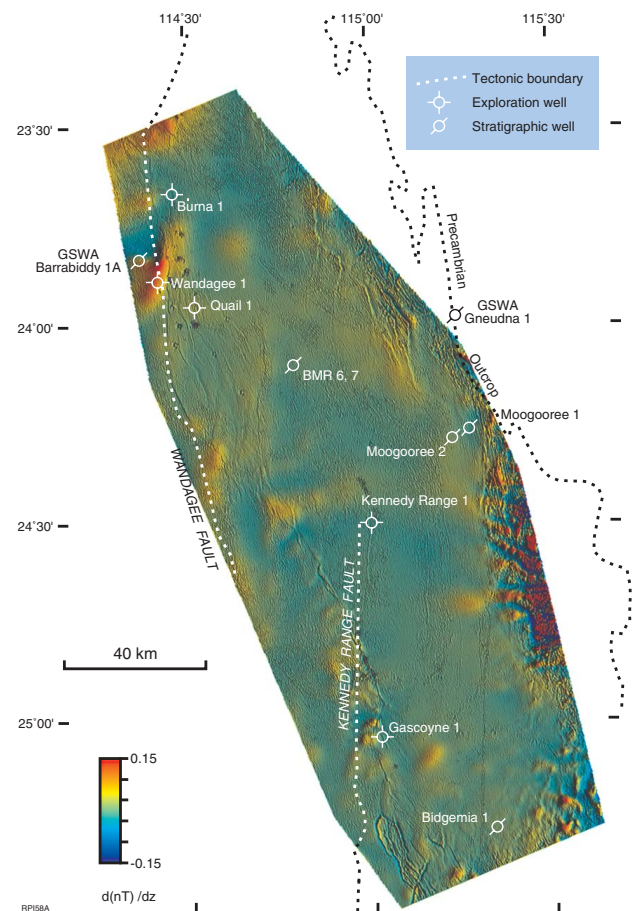 114°30'
115°00'
115°30'
Tectonic boundary
Exploration well
Stratigraphic well
23°30'
Burna 1
Precambrian
GSWA
Barrabiddy 1A
Wandagee 1
Quail 1
GSWA
Gneudna 1
24°00'
Outcrop
BMR 6, 7
Moogooree 1
Moogooree 2
WANDAGEE FAULT
Kennedy Range 1
24°30'
KENNEDY RANGE FAULT
40 km
25°00'
Gascoyne 1
0.15
Bidgemia 1
-0.15
d(nT) /dz
RPI58A